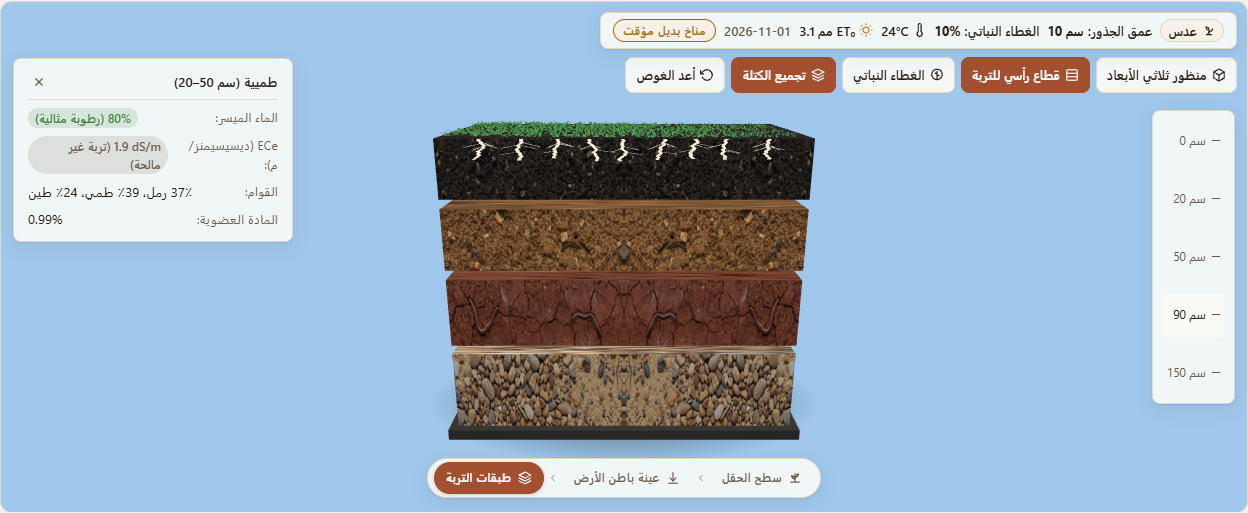 عدس عمق الجذور: سم 10 الغطاء النباتي: 10% 24°C ET₀ مم 3.1 2026-11-01 مناخ بديل مؤقت
منظور ثلاثي الأبعاد
قطاع رأسي للتربة
الغطاء النباتي
تجميع الكتلة
أعد الغوص
سم 0
سم 20
سم 50
سم 90
سم 150
طميية (سم 50–20) ×
الماء الميسر: 80% (رطوبة مثالية)
ECe (ديسيسيمنز/م): 1.9 dS/m (تربة غير مالحة)
القوام: 37٪ رمل، 39٪ طمي، 24٪ طين
المادة العضوية: 0.99%
سطح الحقل › عينة باطن الأرض › طبقات التربة